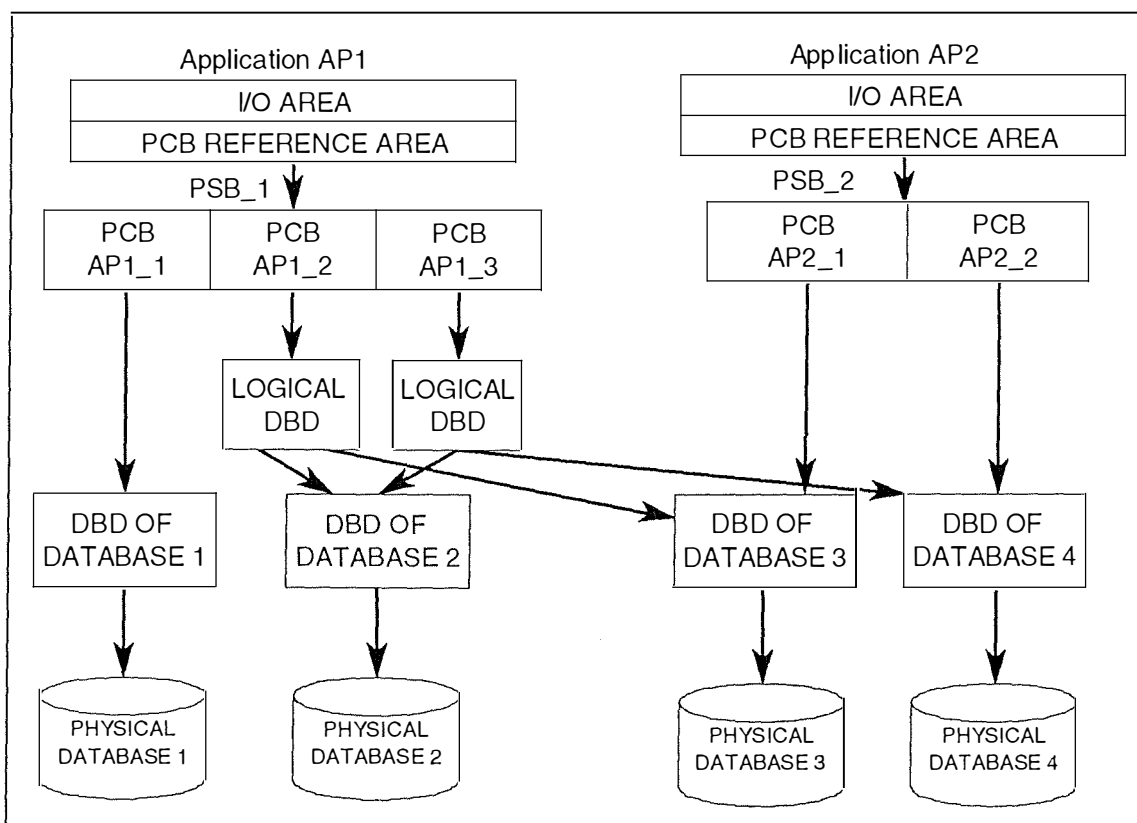 Application AP1
I/O AREA
PCB REFERENCE AREA
PSB_1
PCB
AP1_1
PCB
AP1_2
PCB
AP1_3
Application AP2
I/O AREA
PCB REFERENCE AREA
PSB_2
PCB
AP2_1
PCB
AP2_2
LOGICAL
DBD
LOGICAL
DBD
DBD OF
DATABASE 1
DBD OF
DATABASE 2
DBD OF
DATABASE 3
DBD OF
DATABASE 4
PHYSICAL
DATABASE 1
PHYSICAL
DATABASE 2
PHYSICAL
DATABASE 3
PHYSICAL
DATABASE 4